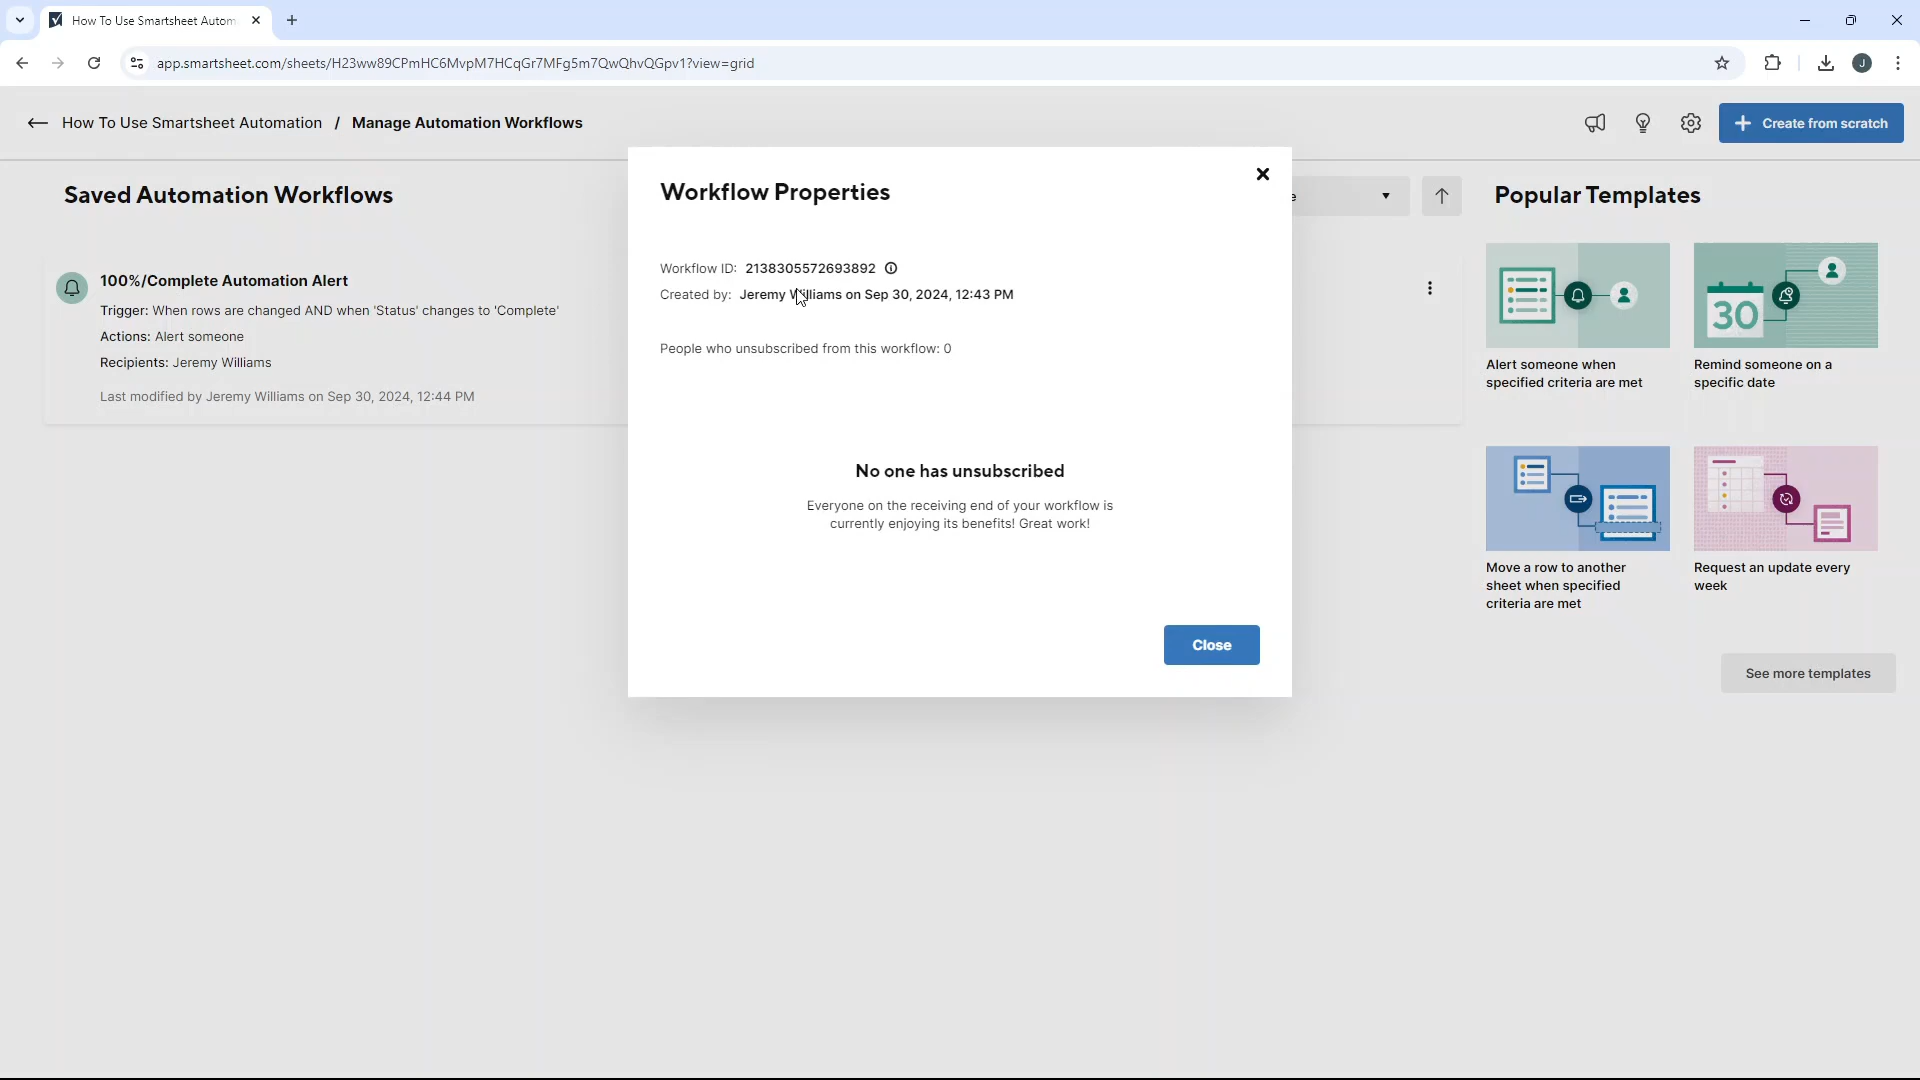 How To Use Smartsheet Autom
app.smartsheet.com/sheets/H23ww89CPmHC6MvpM7HCqGr7MFg5m7QwQhvQGpv1?view=grid
J
How To Use Smartsheet Automation / Manage Automation Workflows
Create from scratch
Saved Automation Workflows
100%/Complete Automation Alert
Trigger: When rows are changed AND when 'Status' changes to 'Complete'
Actions: Alert someone
Recipients: Jeremy Williams
Last modified by Jeremy Williams on Sep 30, 2024, 12:44 PM
Workflow Properties
Workflow ID: 2138305572693892
Created by: Jeremy Williams on Sep 30, 2024, 12:43 PM
People who unsubscribed from this workflow: 0
No one has unsubscribed
Everyone on the receiving end of your workflow is
currently enjoying its benefits! Great work!
Close
Popular Templates
Alert someone when
specified criteria are met
30
Remind someone on a
specific date
Move a row to another
sheet when specified
criteria are met
Request an update every
week
See more templates